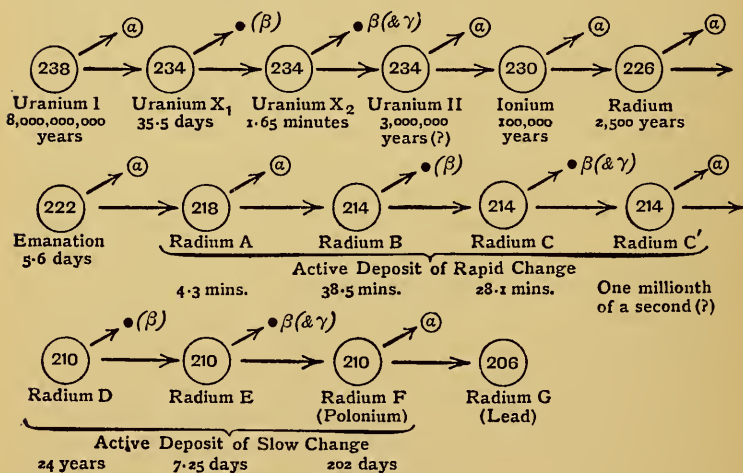 α •(β) •β(&γ) α α α
238 234 234 234 230 226
Uranium I Uranium X₁ Uranium X₂ Uranium II Ionium Radium
8,000,000,000 35·5 days 1·65 minutes 3,000,000 100,000 2,500 years
years years(?) years
α α •(β) •β(&γ) α
222 218 214 214 214
Emanation Radium A Radium B Radium C Radium C′
5·6 days
Active Deposit of Rapid Change
4·3 mins. 38·5 mins. 28·1 mins. One millionth
of a second (?)
•(β) •β(&γ) α
210 210 210 206
Radium D Radium E Radium F Radium G
(Polonium) (Lead)
Active Deposit of Slow Change
24 years 7·25 days 202 days